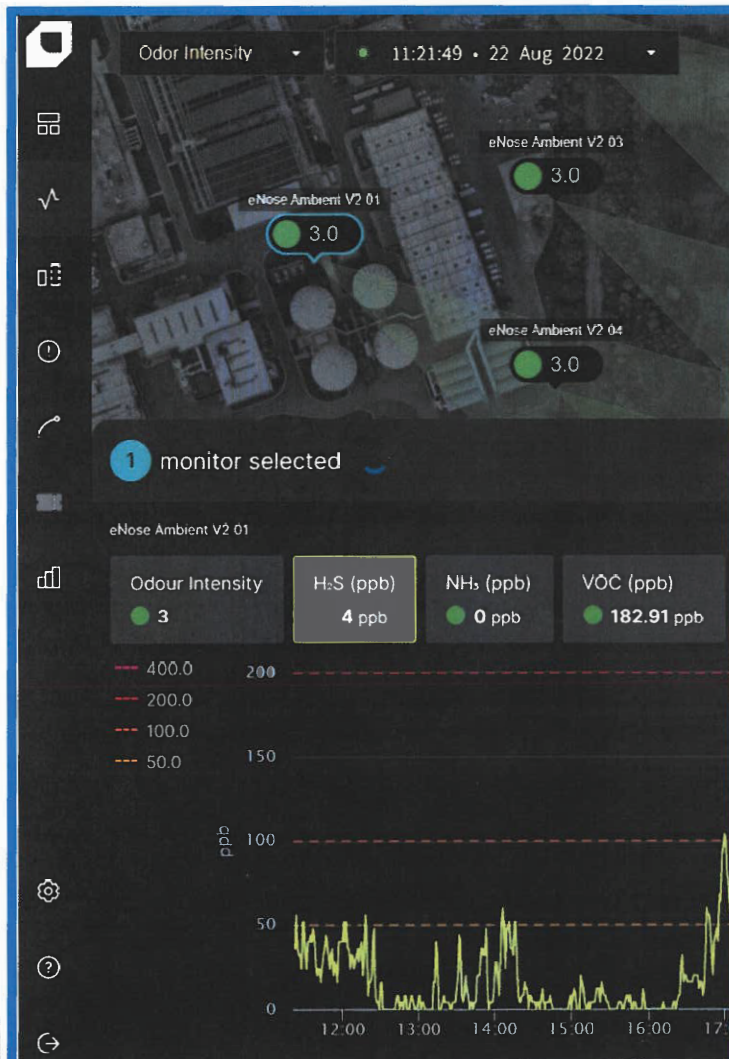 Odor Intensity
11:21:49 • 22 Aug 2022
eNose Ambient V2 03
3.0
eNose Ambient V2 01
3.0
eNose Ambient V2 04
3.0
1 monitor selected
eNose Ambient V2 01
Odour Intensity
3
H₂S (ppb)
4 ppb
NH₃ (ppb)
0 ppb
VOC (ppb)
182.91 ppb
400.0
200.0
100.0
50.0
200
150
100
50
0
ppb
12:00 13:00 14:00 15:00 16:00 17: